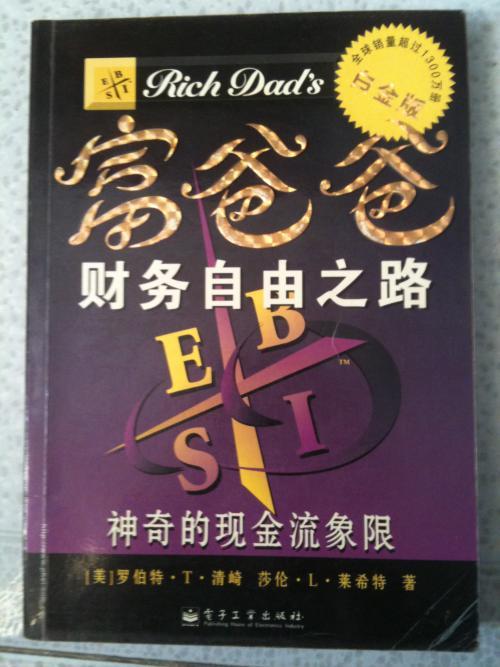 E B
S I
Rich Dad's
全球销量超过1300万册
白金版
富爸爸
财务自由之路
E B
™
S I
神奇的现金流象限
[美]罗伯特·T·清崎 莎伦·L·莱希特 著
电子工业出版社
Publishing House of Electronics Industry